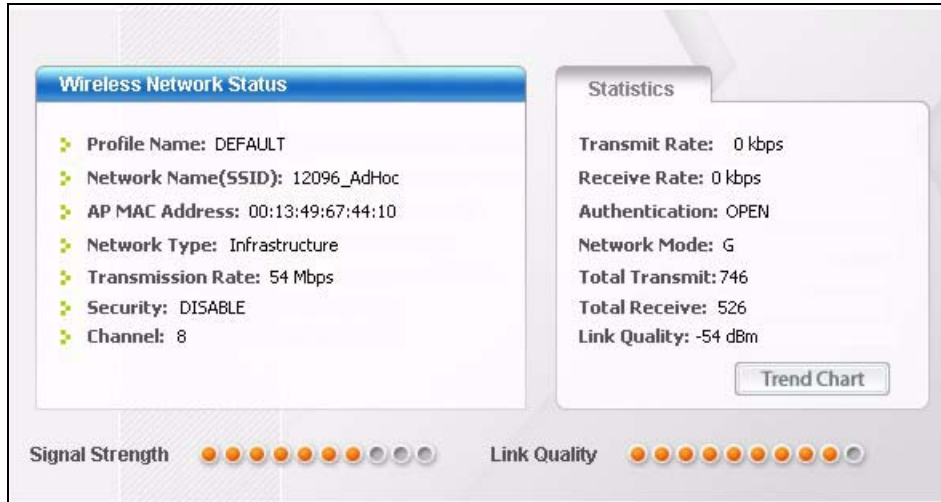 Wireless Network Status
Profile Name: DEFAULT
Network Name(SSID): 12096_AdHoc
AP MAC Address: 00:13:49:67:44:10
Network Type: Infrastructure
Transmission Rate: 54 Mbps
Security: DISABLE
Channel: 8
Statistics
Transmit Rate: 0 kbps
Receive Rate: 0 kbps
Authentication: OPEN
Network Mode: G
Total Transmit: 746
Total Receive: 526
Link Quality: -54 dBm
Trend Chart
Signal Strength
Link Quality